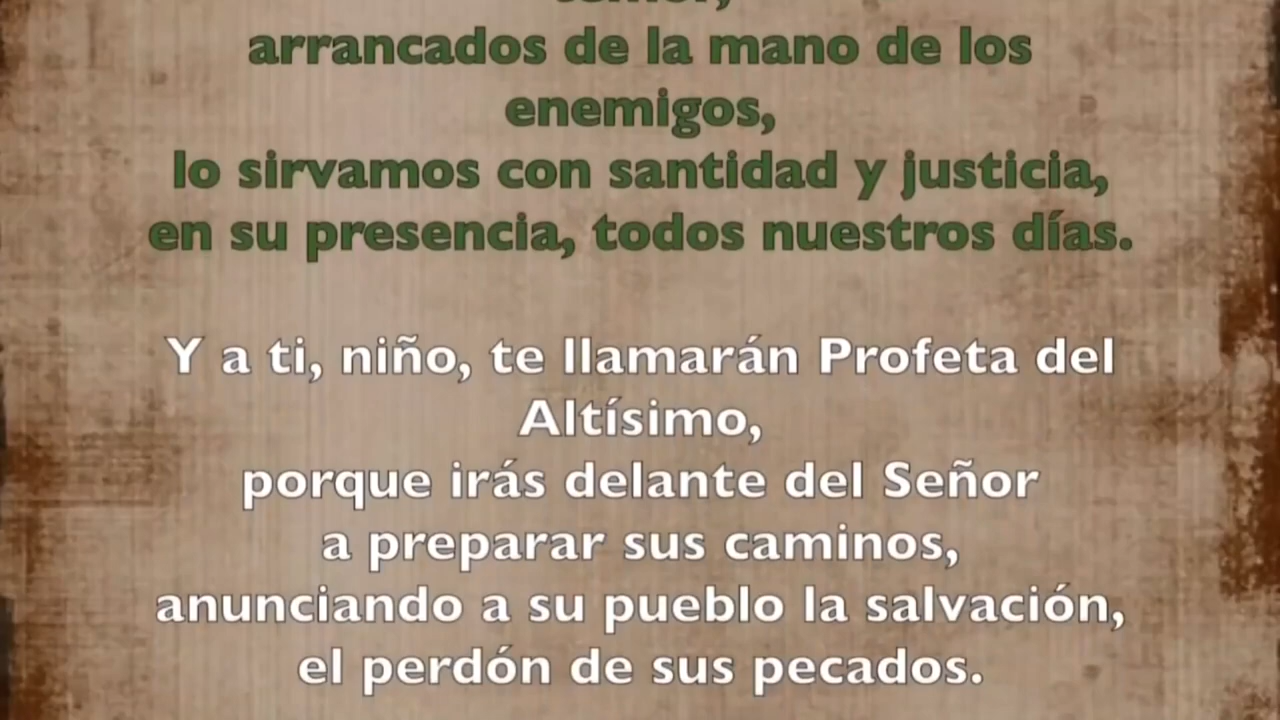 temor,
arrancados de la mano de los
enemigos,
lo sirvamos con santidad y justicia,
en su presencia, todos nuestros días.
Y a ti, niño, te llamarán Profeta del
Altísimo,
porque irás delante del Señor
a preparar sus caminos,
anunciando a su pueblo la salvación,
el perdón de sus pecados.